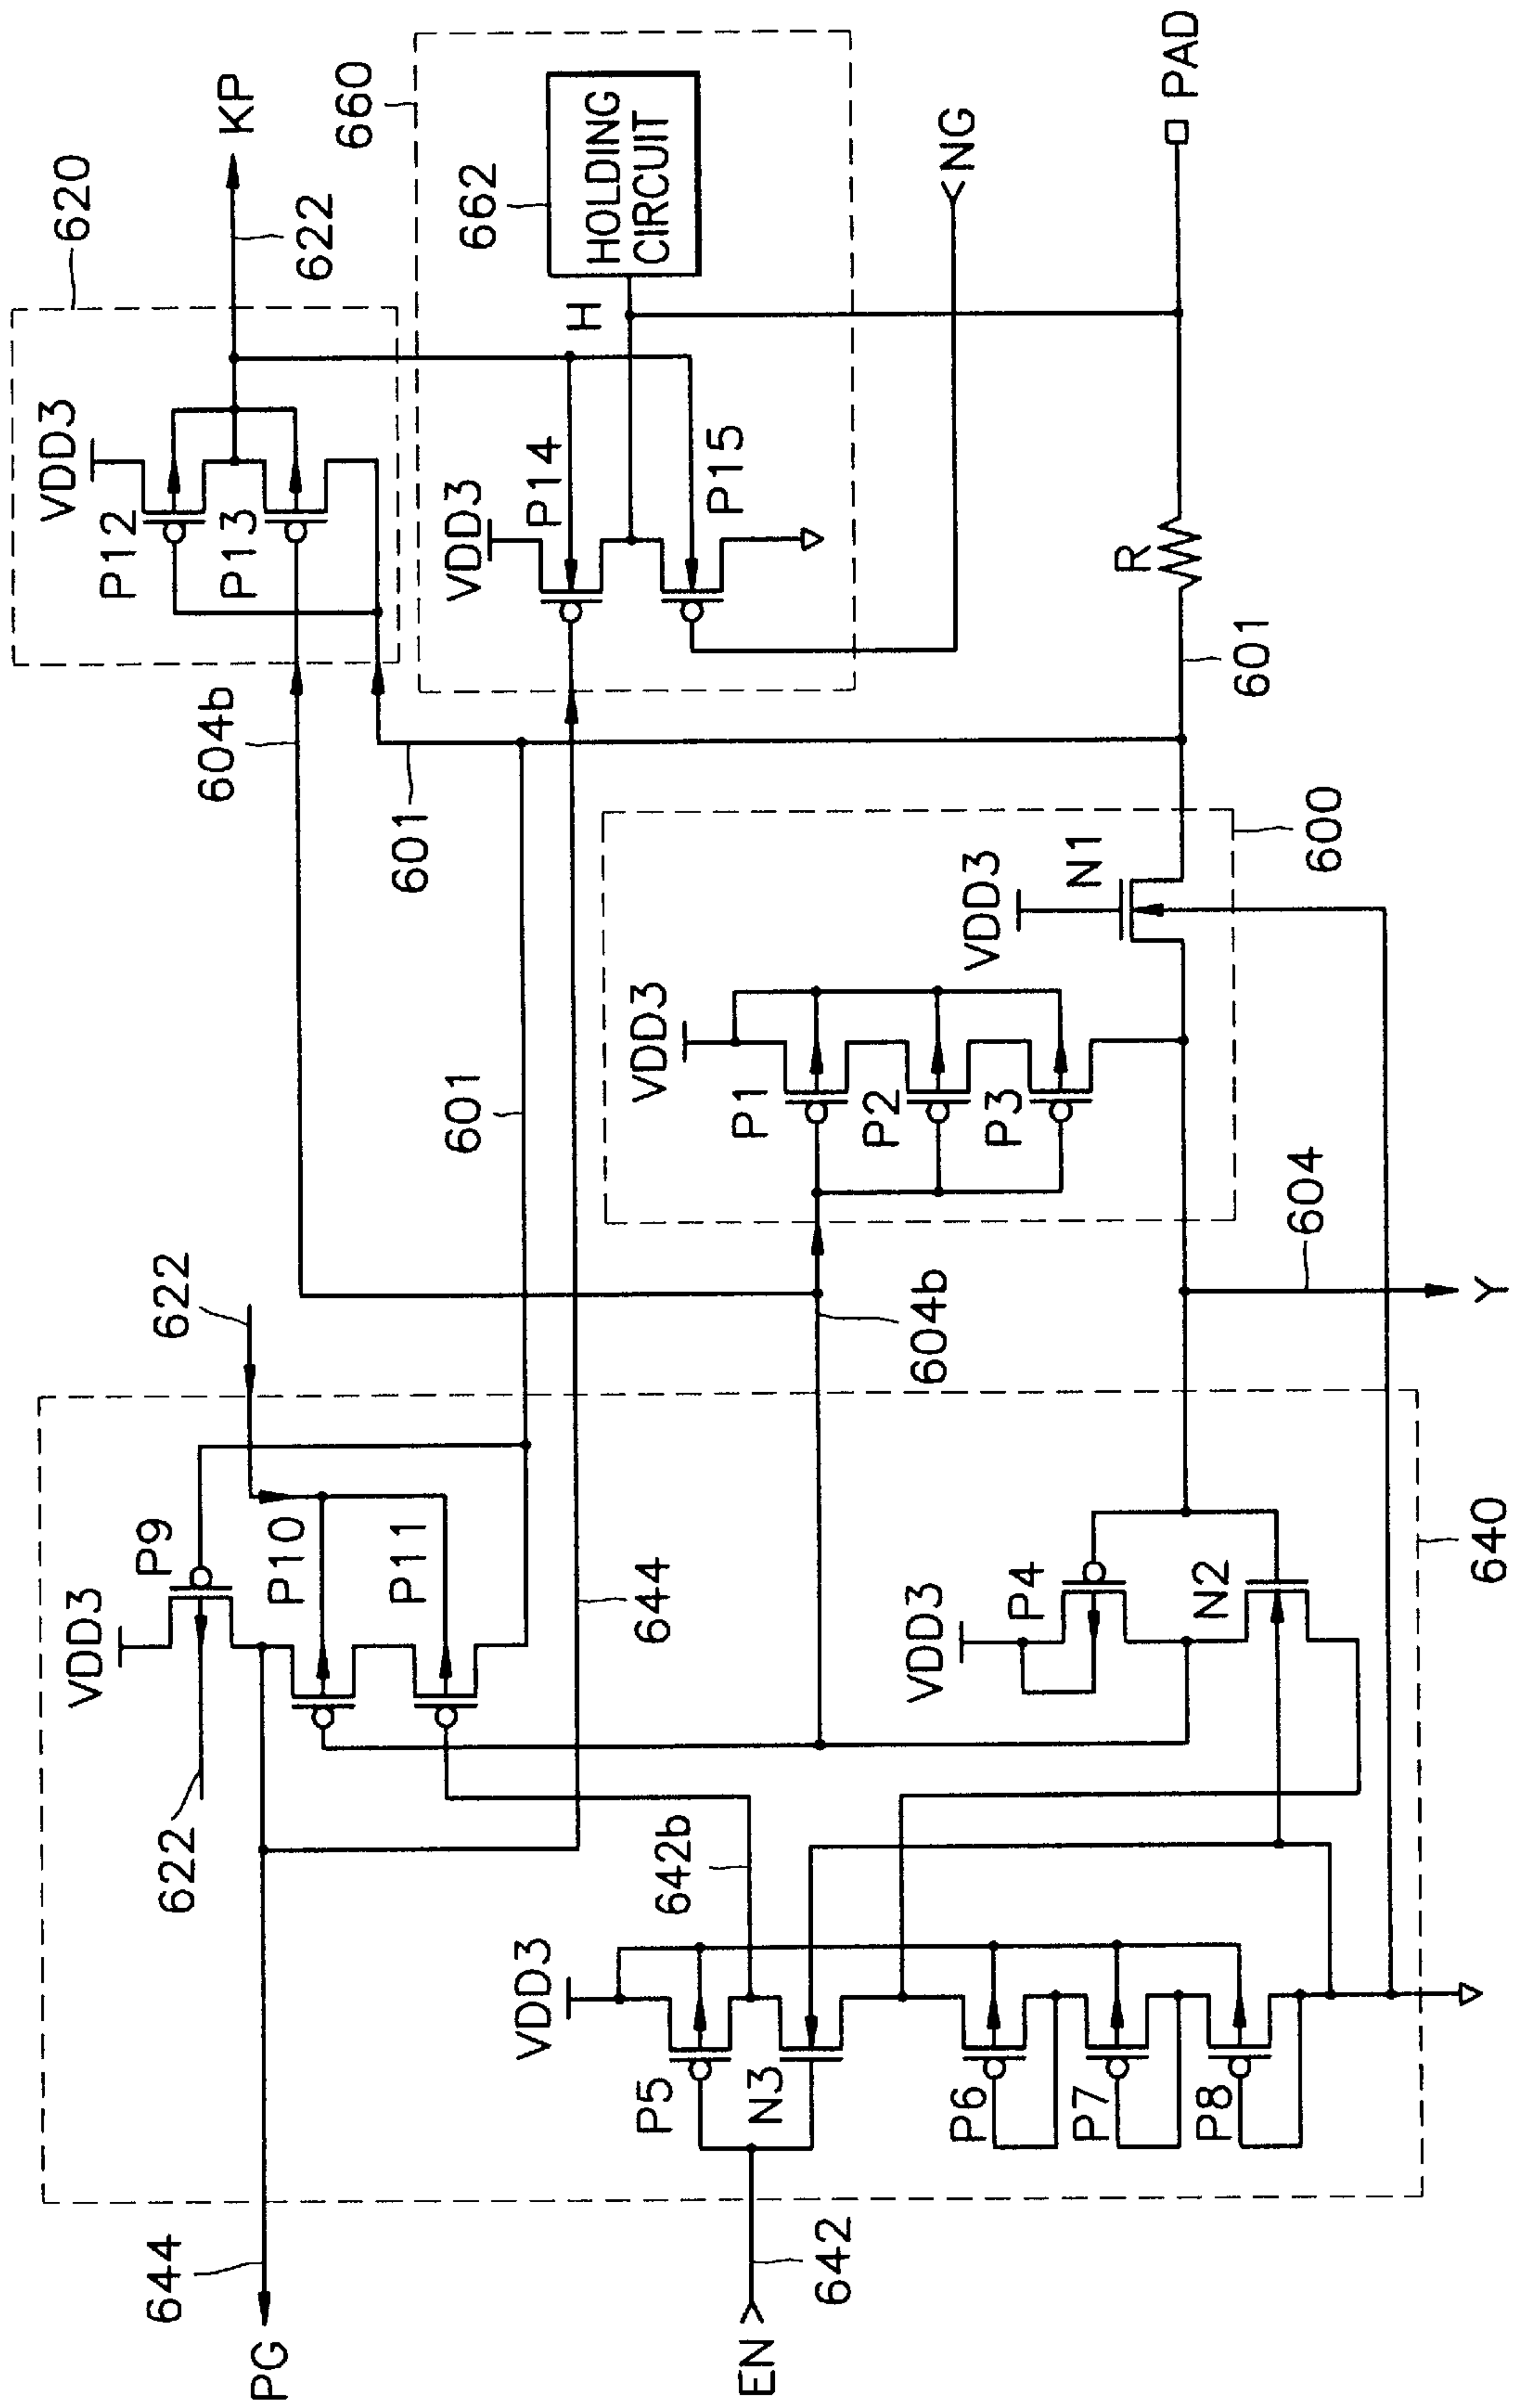 PG
644
622
VDD3
P9
P10
P11
622
604b
620
VDD3
P12
P13
KP
622
601
601
644
642b
660
662
HOLDING
CIRCUIT
H
VDD3
P14
P15
NG
EN
642
VDD3
P5
N3
P6
P7
P8
VDD3
P4
N2
640
604b
VDD3
P1
P2
P3
VDD3
N1
600
604
Y
601
R
PAD